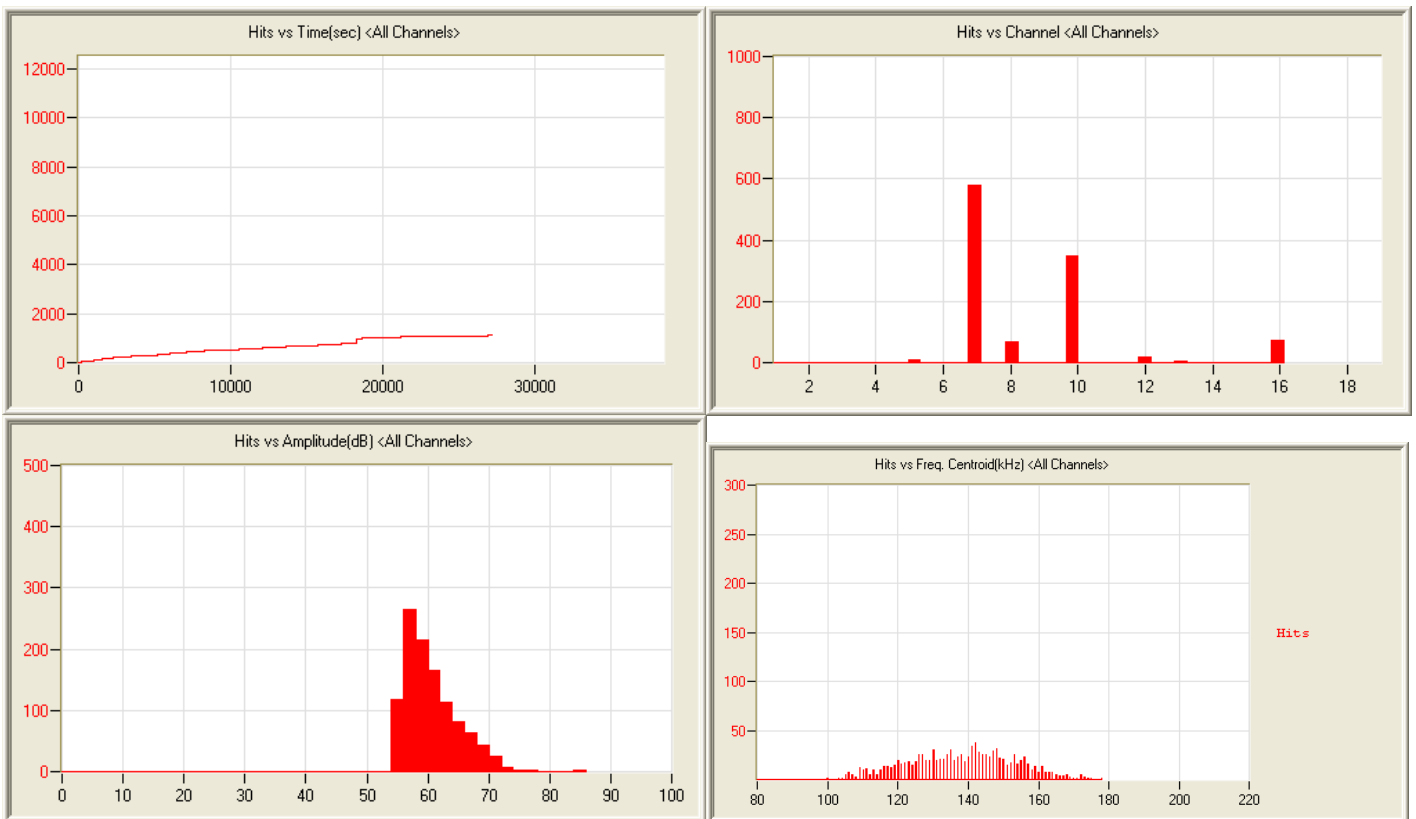 Hits vs Time(sec) <All Channels>
12000
10000
8000
6000
4000
2000
0
0 10000 20000 30000
Hits vs Channel <All Channels>
1000
800
600
400
200
0
2 4 6 8 10 12 14 16 18
Hits vs Amplitude(dB) <All Channels>
500
400
300
200
100
0
0 10 20 30 40 50 60 70 80 90 100
Hits vs Freq. Centroid(kHz) <All Channels>
300
250
200
150
100
50
80 100 120 140 160 180 200 220
Hits